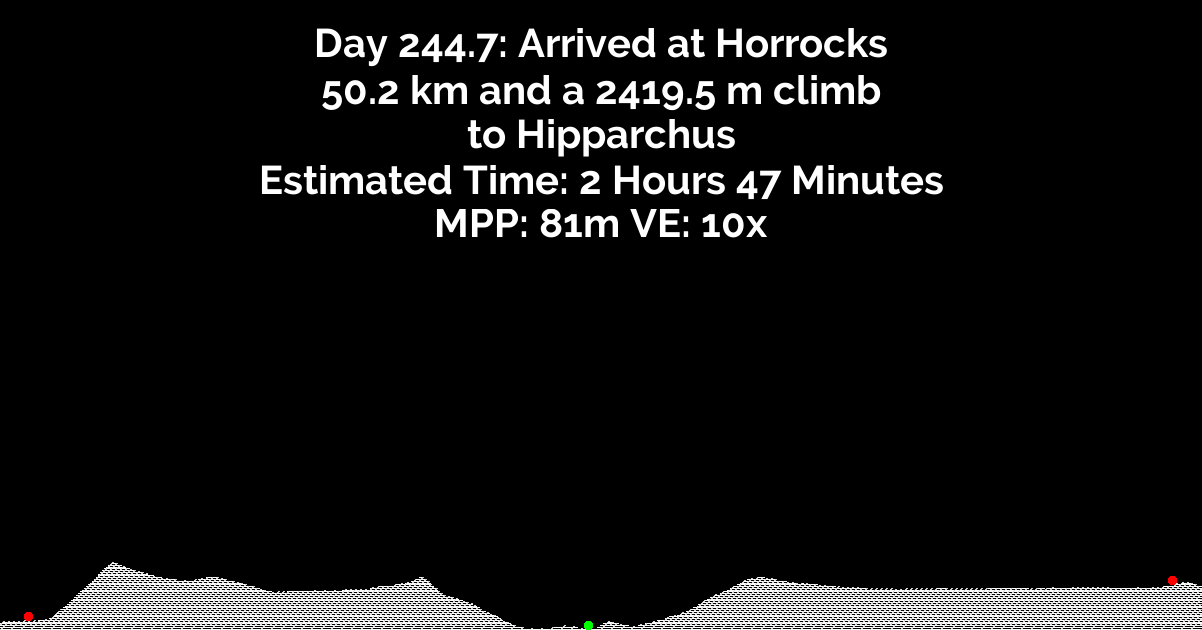 Day 244.7: Arrived at Horrocks
50.2 km and a 2419.5 m climb
to Hipparchus
Estimated Time: 2 Hours 47 Minutes
MPP: 81m VE: 10x